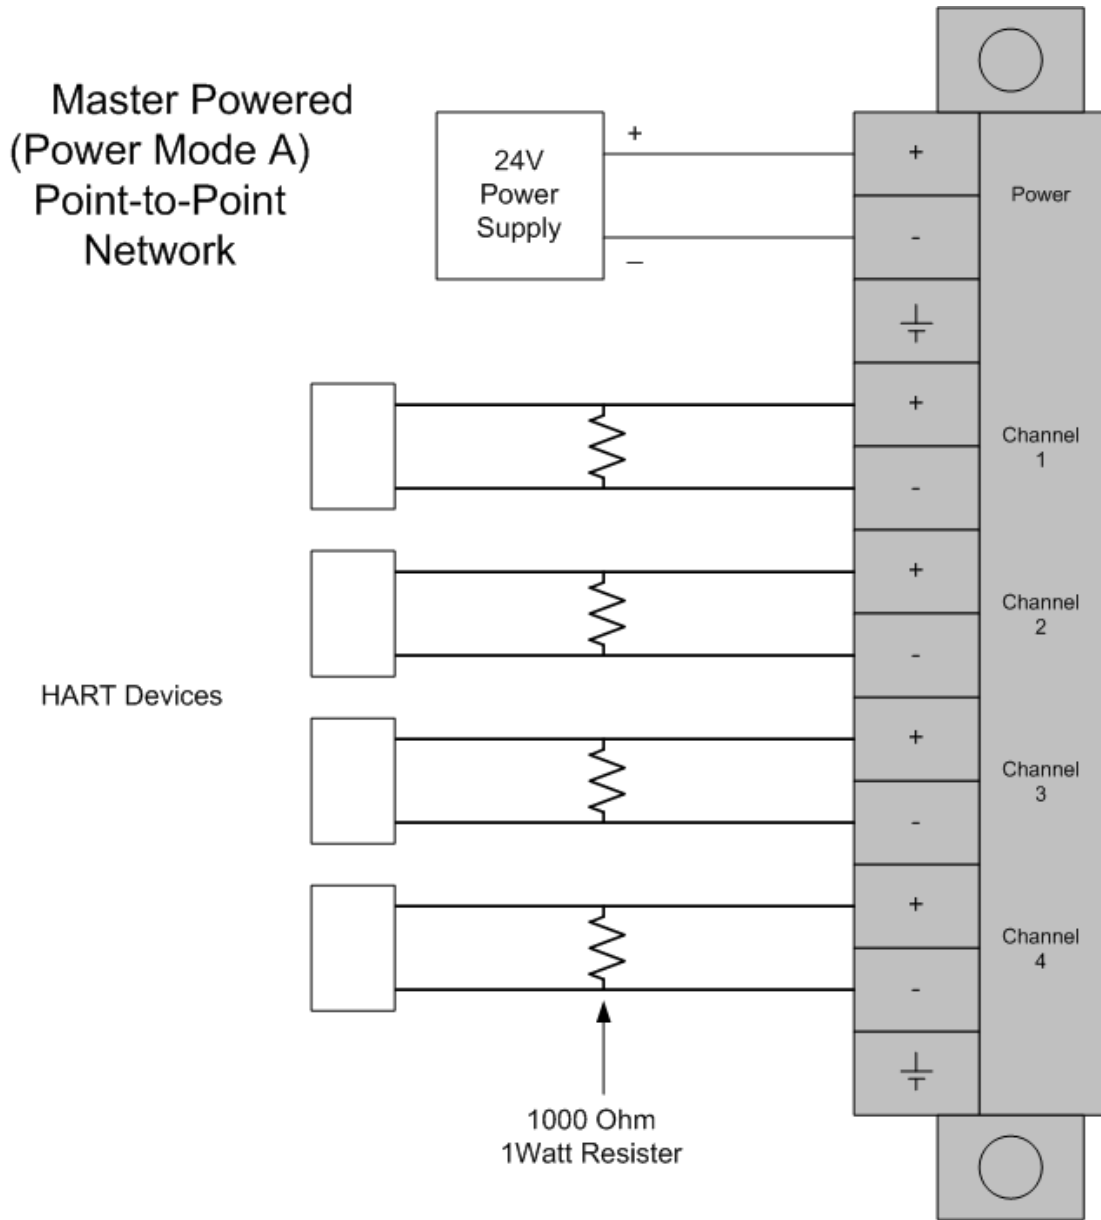 Master Powered
(Power Mode A)
Point-to-Point
Network
24V
Power
Supply
+
–
+
-
Power
+
-
Channel
1
+
-
Channel
2
HART Devices
+
-
Channel
3
+
-
Channel
4
1000 Ohm
1Watt Resister